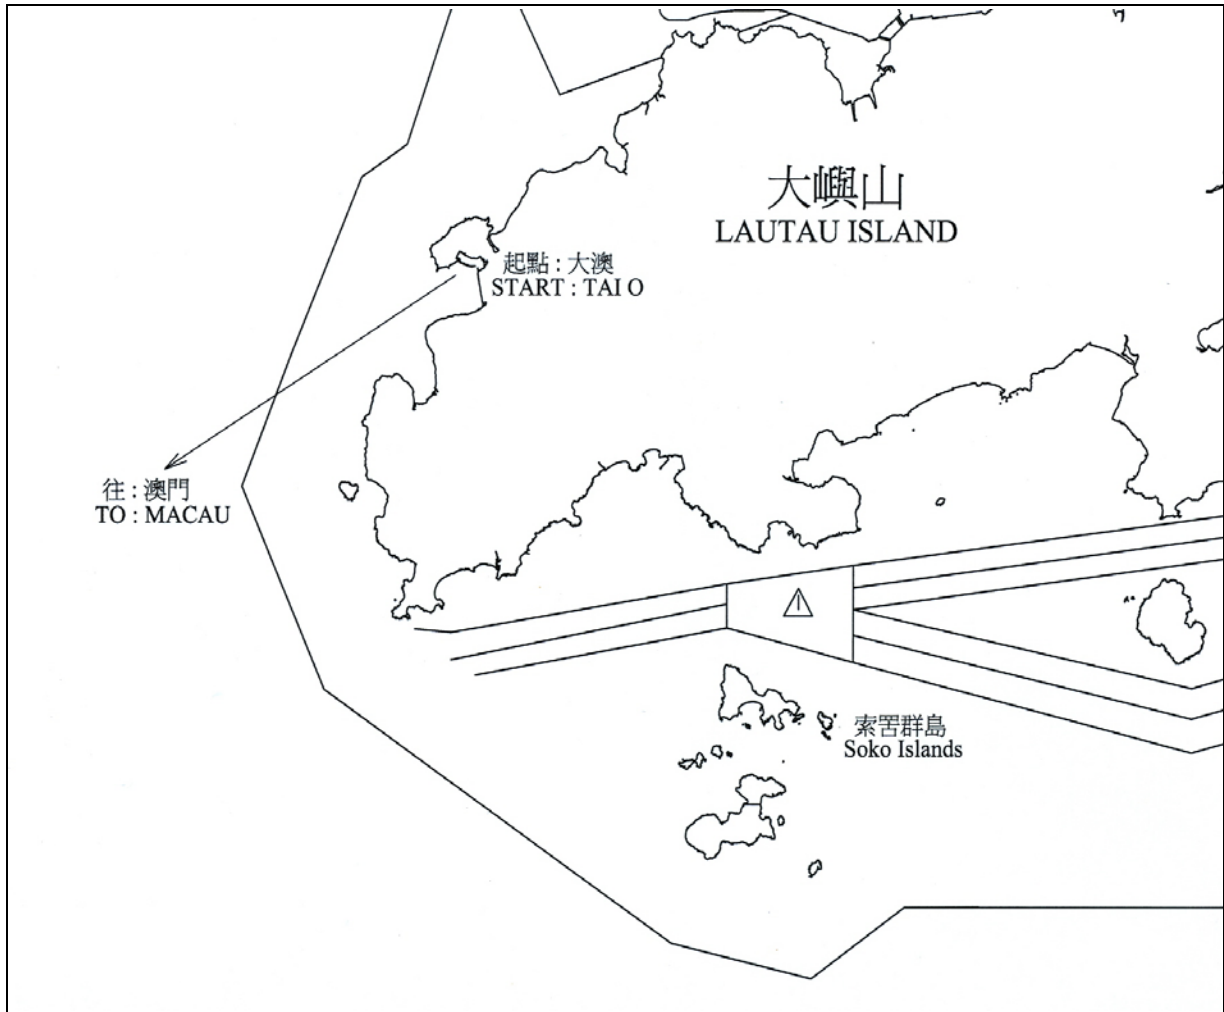 大嶼山
LAUTAU ISLAND
起點 : 大澳
START : TAI O
往 : 澳門
TO : MACAU
索罟群島
Soko Islands